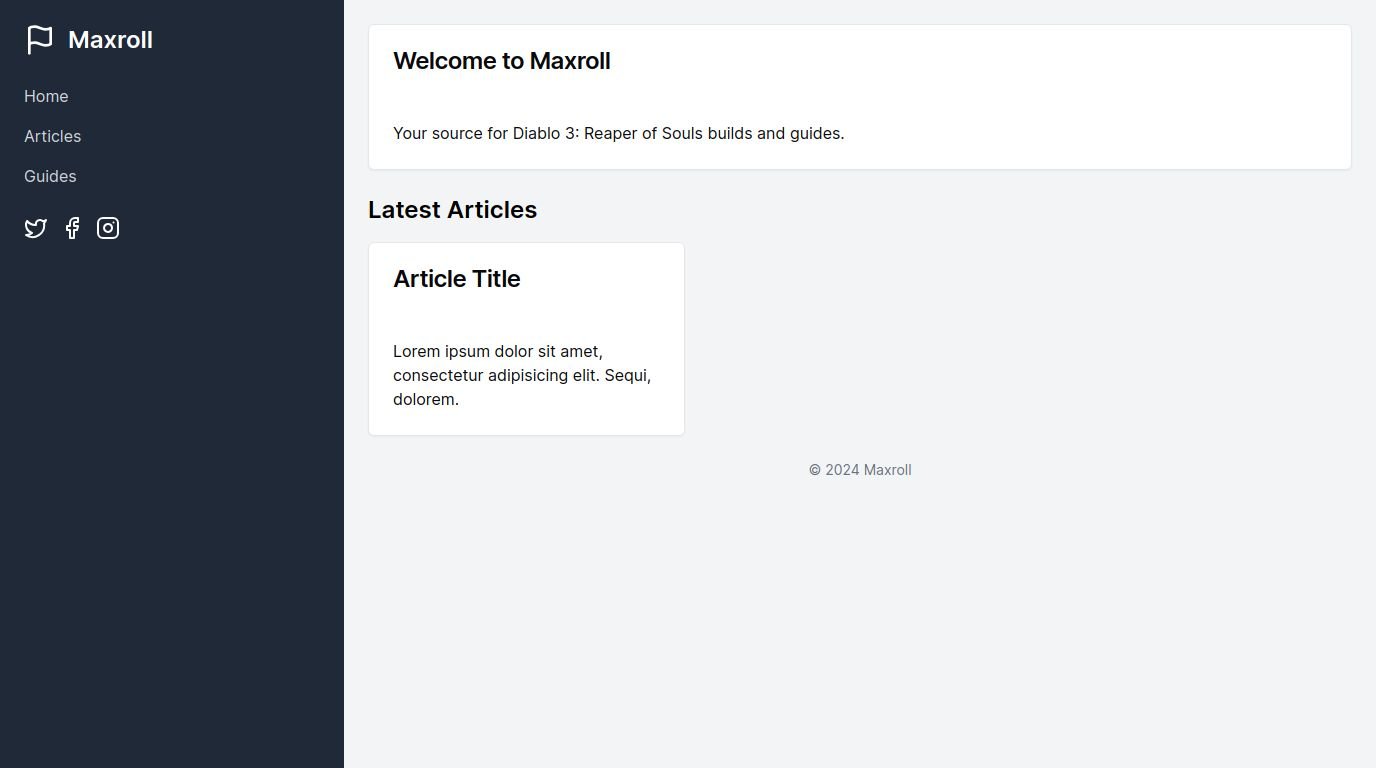 Maxroll
Home
Articles
Guides
Welcome to Maxroll
Your source for Diablo 3: Reaper of Souls builds and guides.
Latest Articles
Article Title
Lorem ipsum dolor sit amet,
consectetur adipisicing elit. Sequi,
dolorem.
© 2024 Maxroll